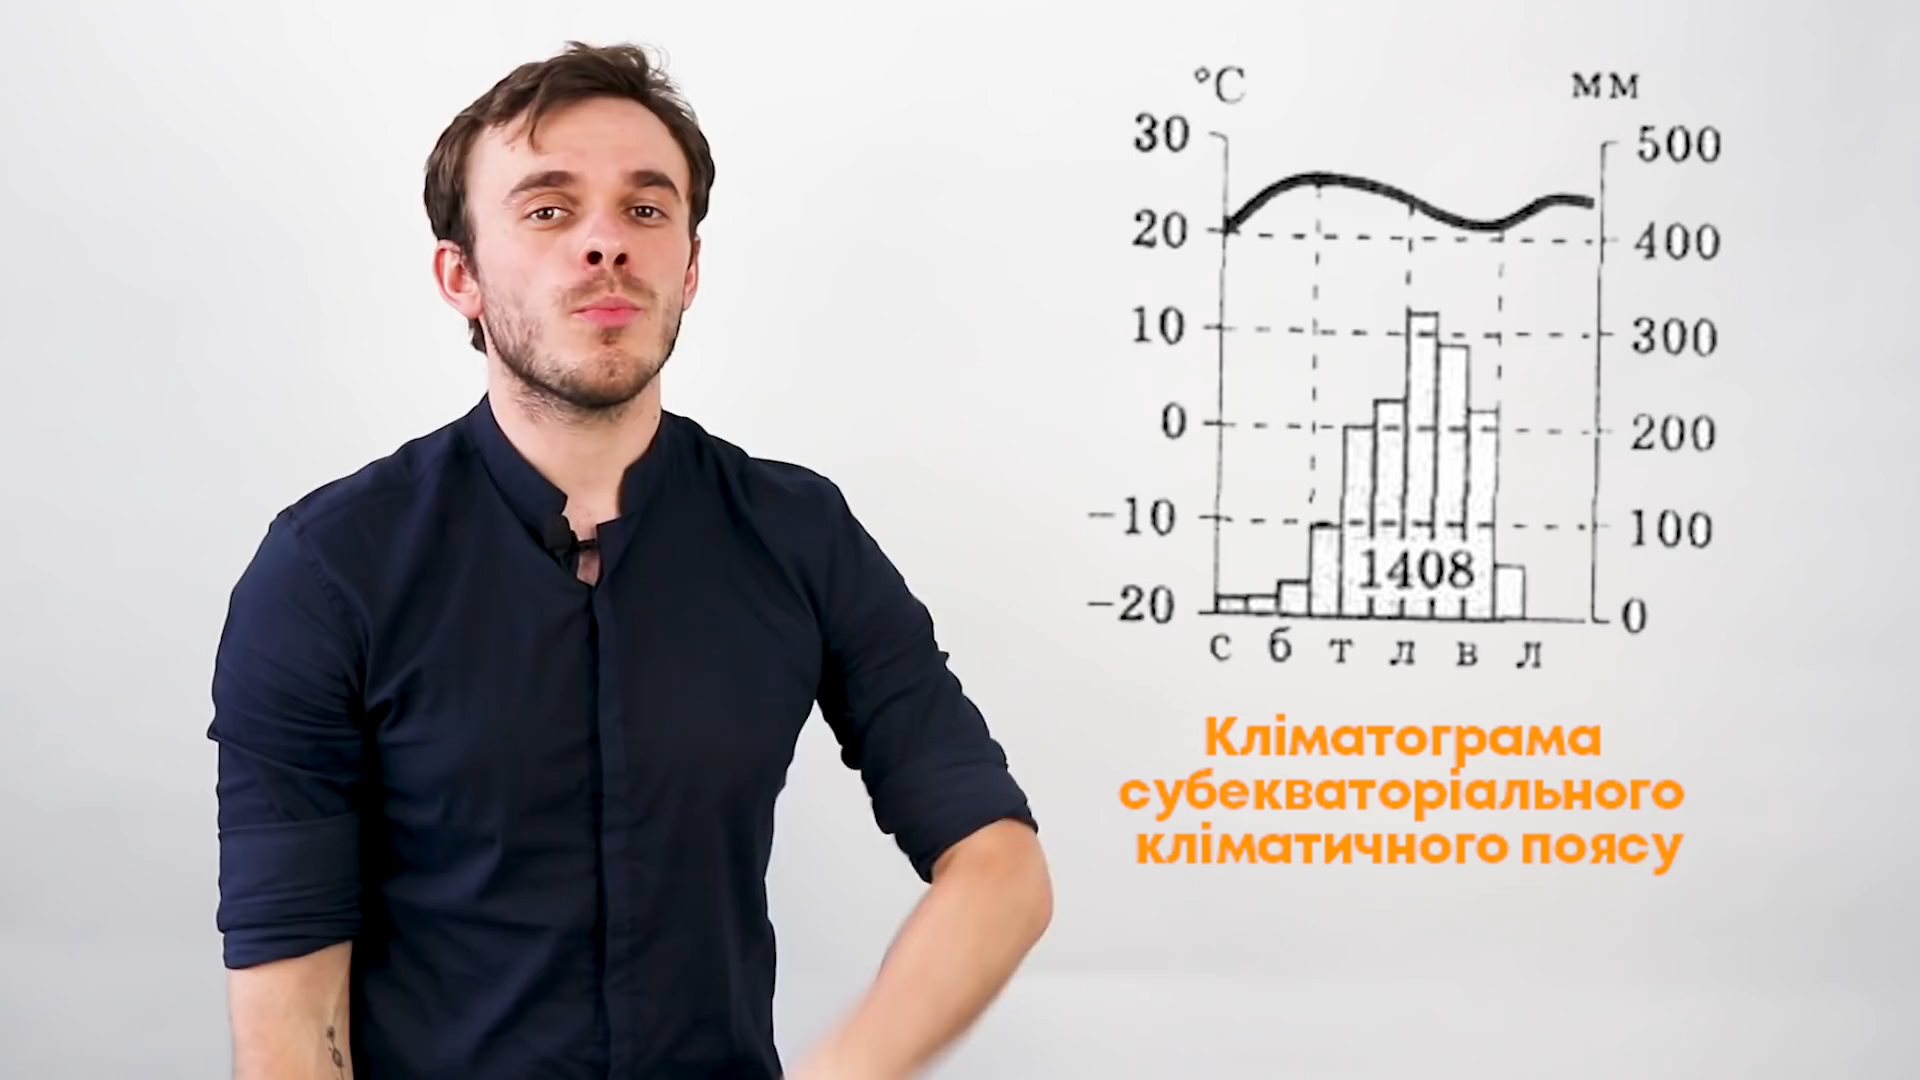 °C мм
30 500
20 400
10 300
0 200
−10 100
1408
−20 0
с б т л в л
Кліматограма
субекваторіального
кліматичного поясу